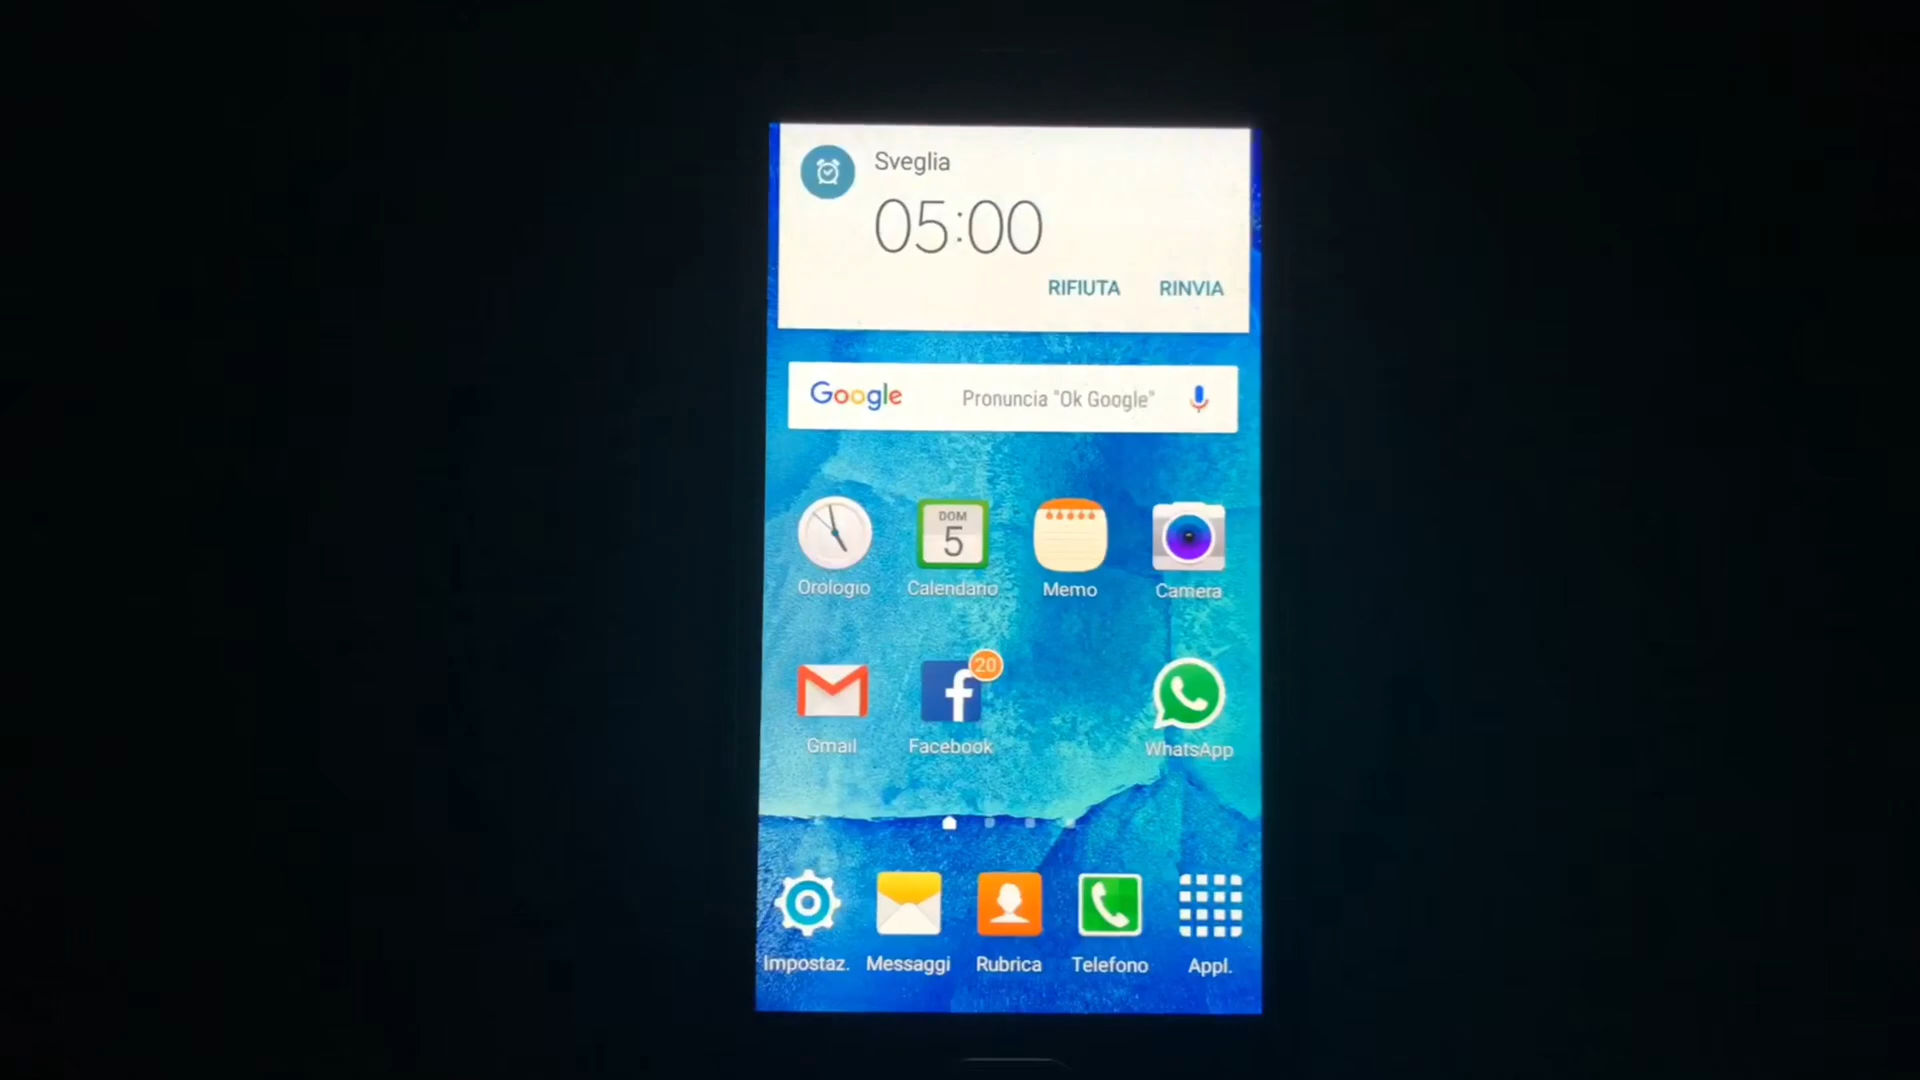 Sveglia
05:00
RIFIUTA RINVIA
Google Pronuncia "Ok Google"
DOM
5
Orologio Calendario Memo Camera
20
Gmail Facebook WhatsApp
Impostaz. Messaggi Rubrica Telefono Appl.